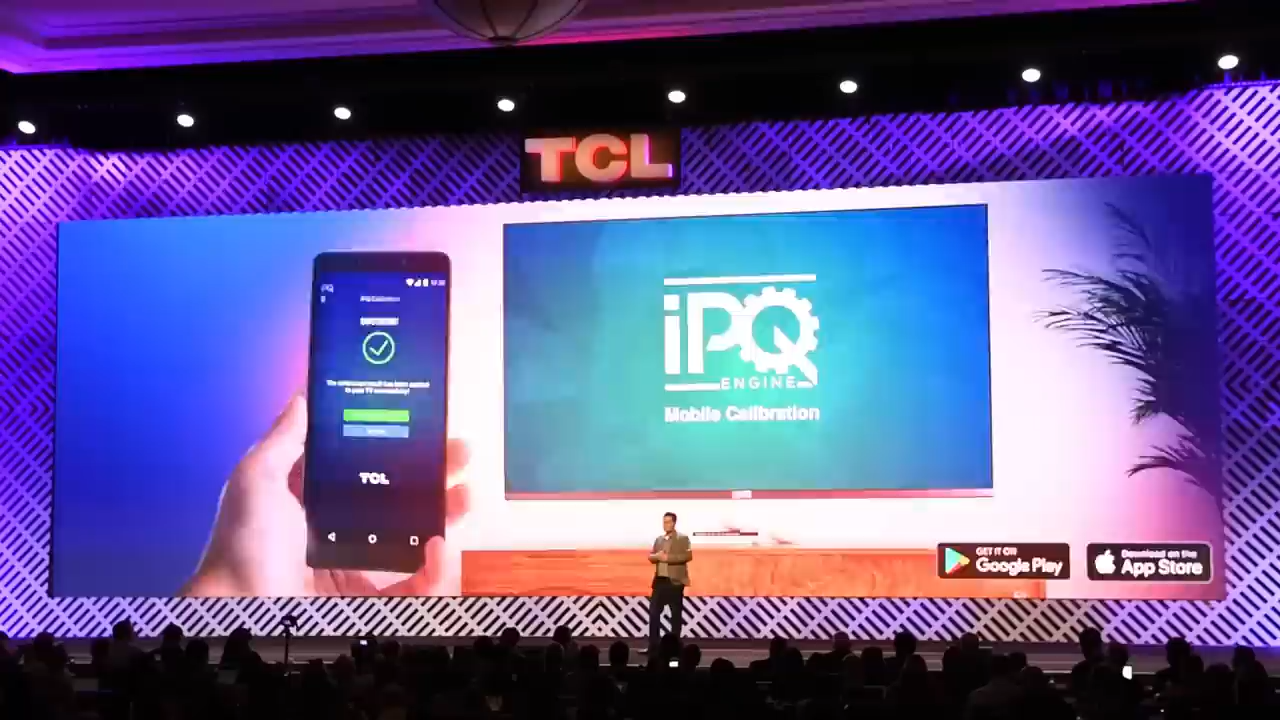 TCL
iPQ
ENGINE
Mobile Calibration
TCL
GET IT ON
Google Play
Download on the
App Store